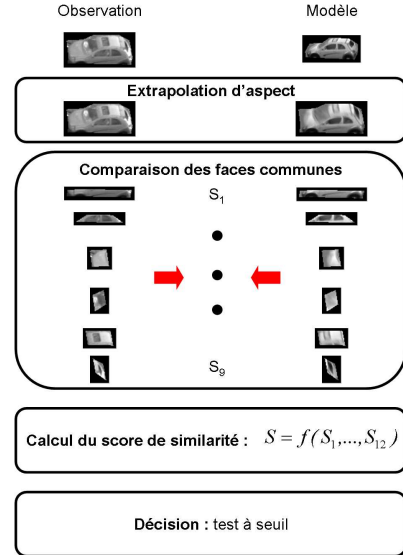 Observation Modèle
Extrapolation d'aspect
Comparaison des faces communes
S1
S9
Calcul du score de similarité : S = f(S1,...,S12)
Décision : test à seuil